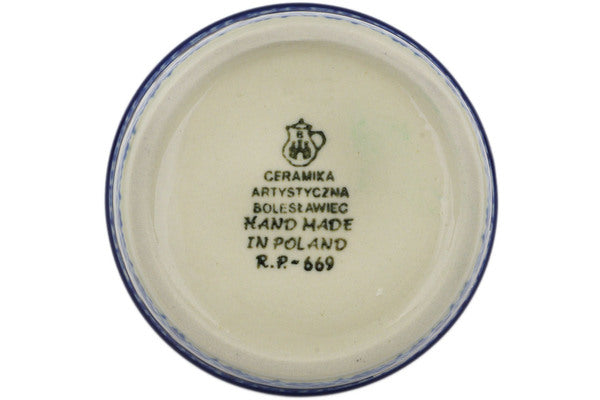 B
CERAMIKA
ARTYSTYCZNA
BOLESŁAWIEC
HAND MADE
IN POLAND
R.P.-669